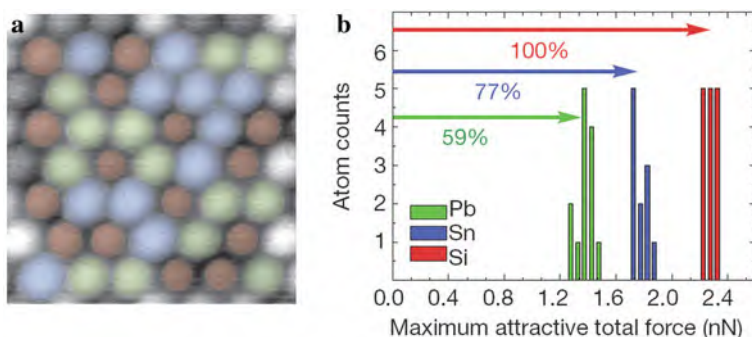 a
b
6
5
4
3
2
1
Atom counts
100%
77%
59%
Pb
Sn
Si
0.0 0.4 0.8 1.2 1.6 2.0 2.4
Maximum attractive total force (nN)